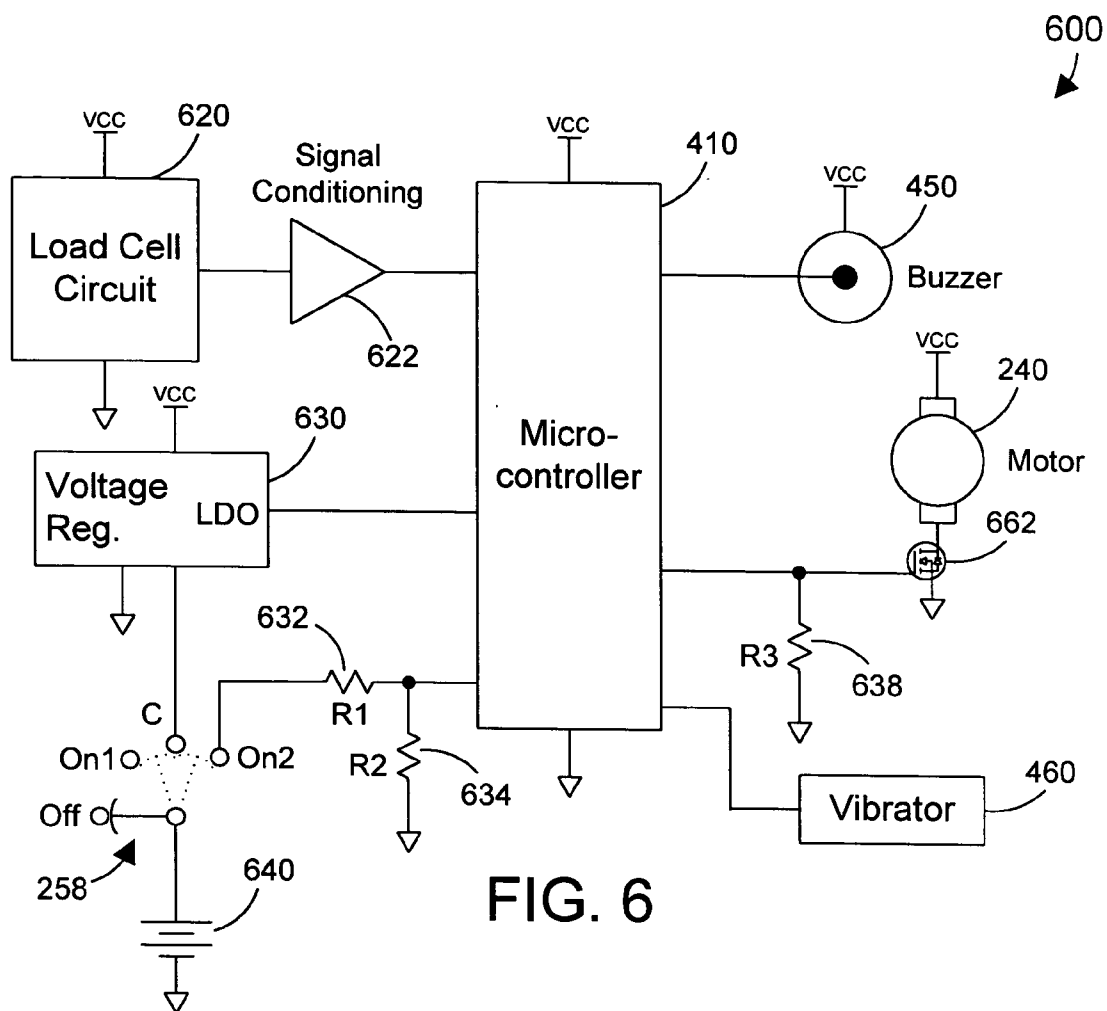 600
VCC
620
Load Cell
Circuit
Signal
Conditioning
622
VCC
410
Micro-
controller
VCC
450
Buzzer
VCC
240
Motor
662
VCC
630
Voltage
Reg.
LDO
632
R1
R2
634
R3
638
C
On1
On2
Off
258
640
460
Vibrator
FIG. 6